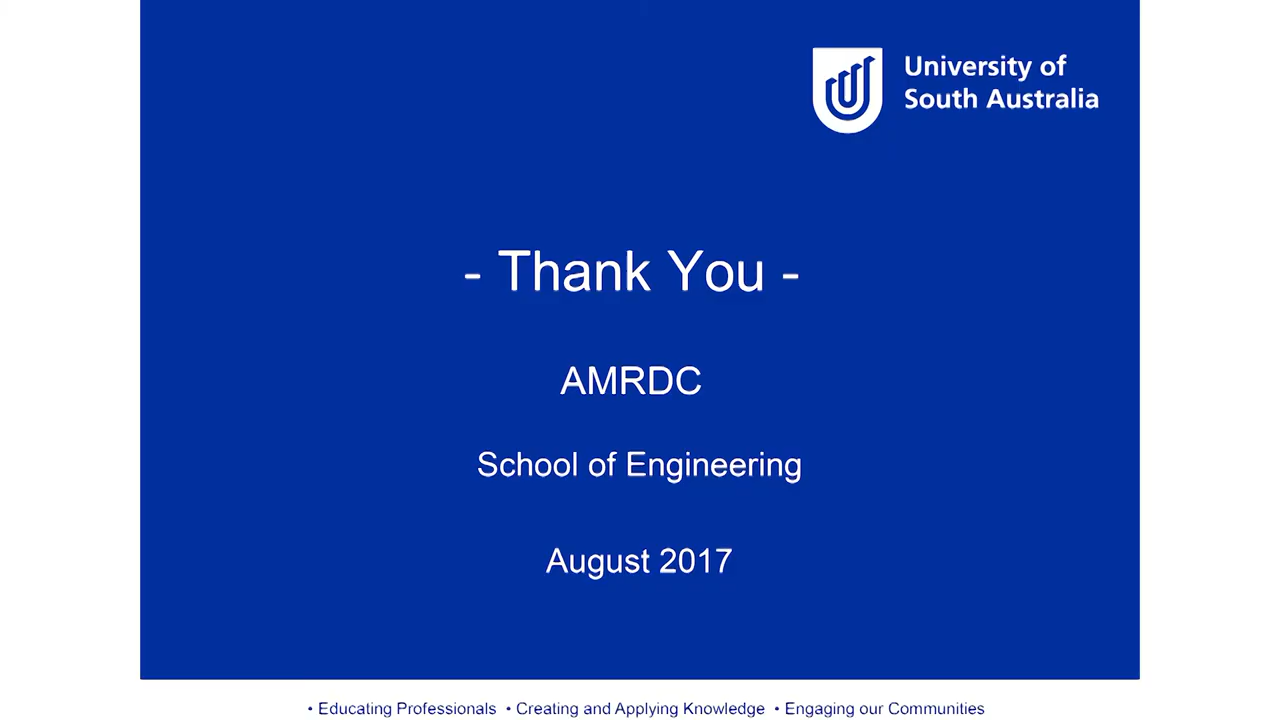 University of
South Australia
- Thank You -
AMRDC
School of Engineering
August 2017
• Educating Professionals • Creating and Applying Knowledge • Engaging our Communities